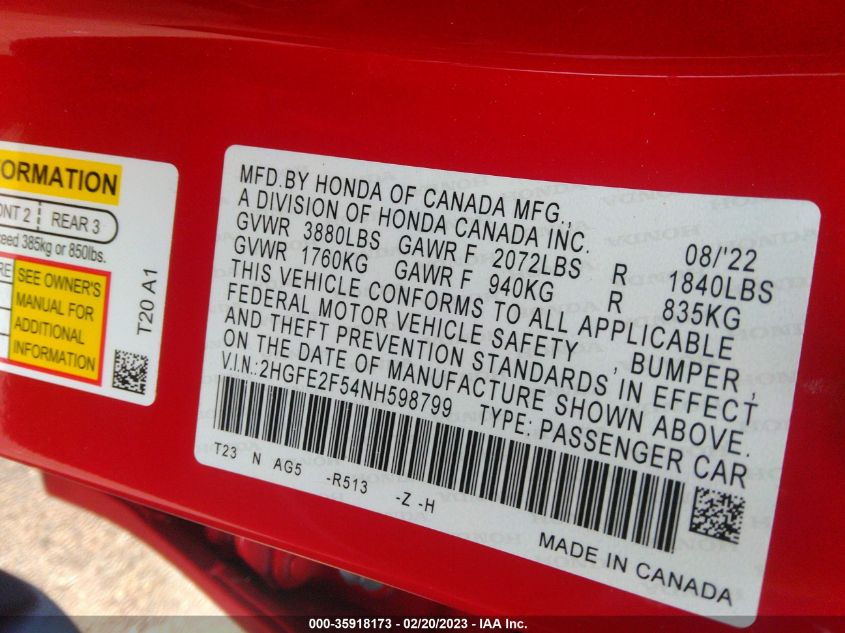 ORMATION
NT 2 | REAR 3
eed 385kg or 850lbs.
RE
SEE OWNER'S
MANUAL FOR
ADDITIONAL
INFORMATION
T20 A1
MFD.BY HONDA OF CANADA MFG.,
A DIVISION OF HONDA CANADA INC. 08/'22
GVWR 3880LBS GAWR F 2072LBS R 1840LBS
GVWR 1760KG GAWR F 940KG R 835KG
THIS VEHICLE CONFORMS TO ALL APPLICABLE
FEDERAL MOTOR VEHICLE SAFETY , BUMPER ,
AND THEFT PREVENTION STANDARDS IN EFFECT
ON THE DATE OF MANUFACTURE SHOWN ABOVE.
V.I.N.:2HGFE2F54NH598799 TYPE: PASSENGER CAR
T23 N AG5 -R513 -Z -H
MADE IN CANADA
000-35918173 - 02/20/2023 - IAA Inc.